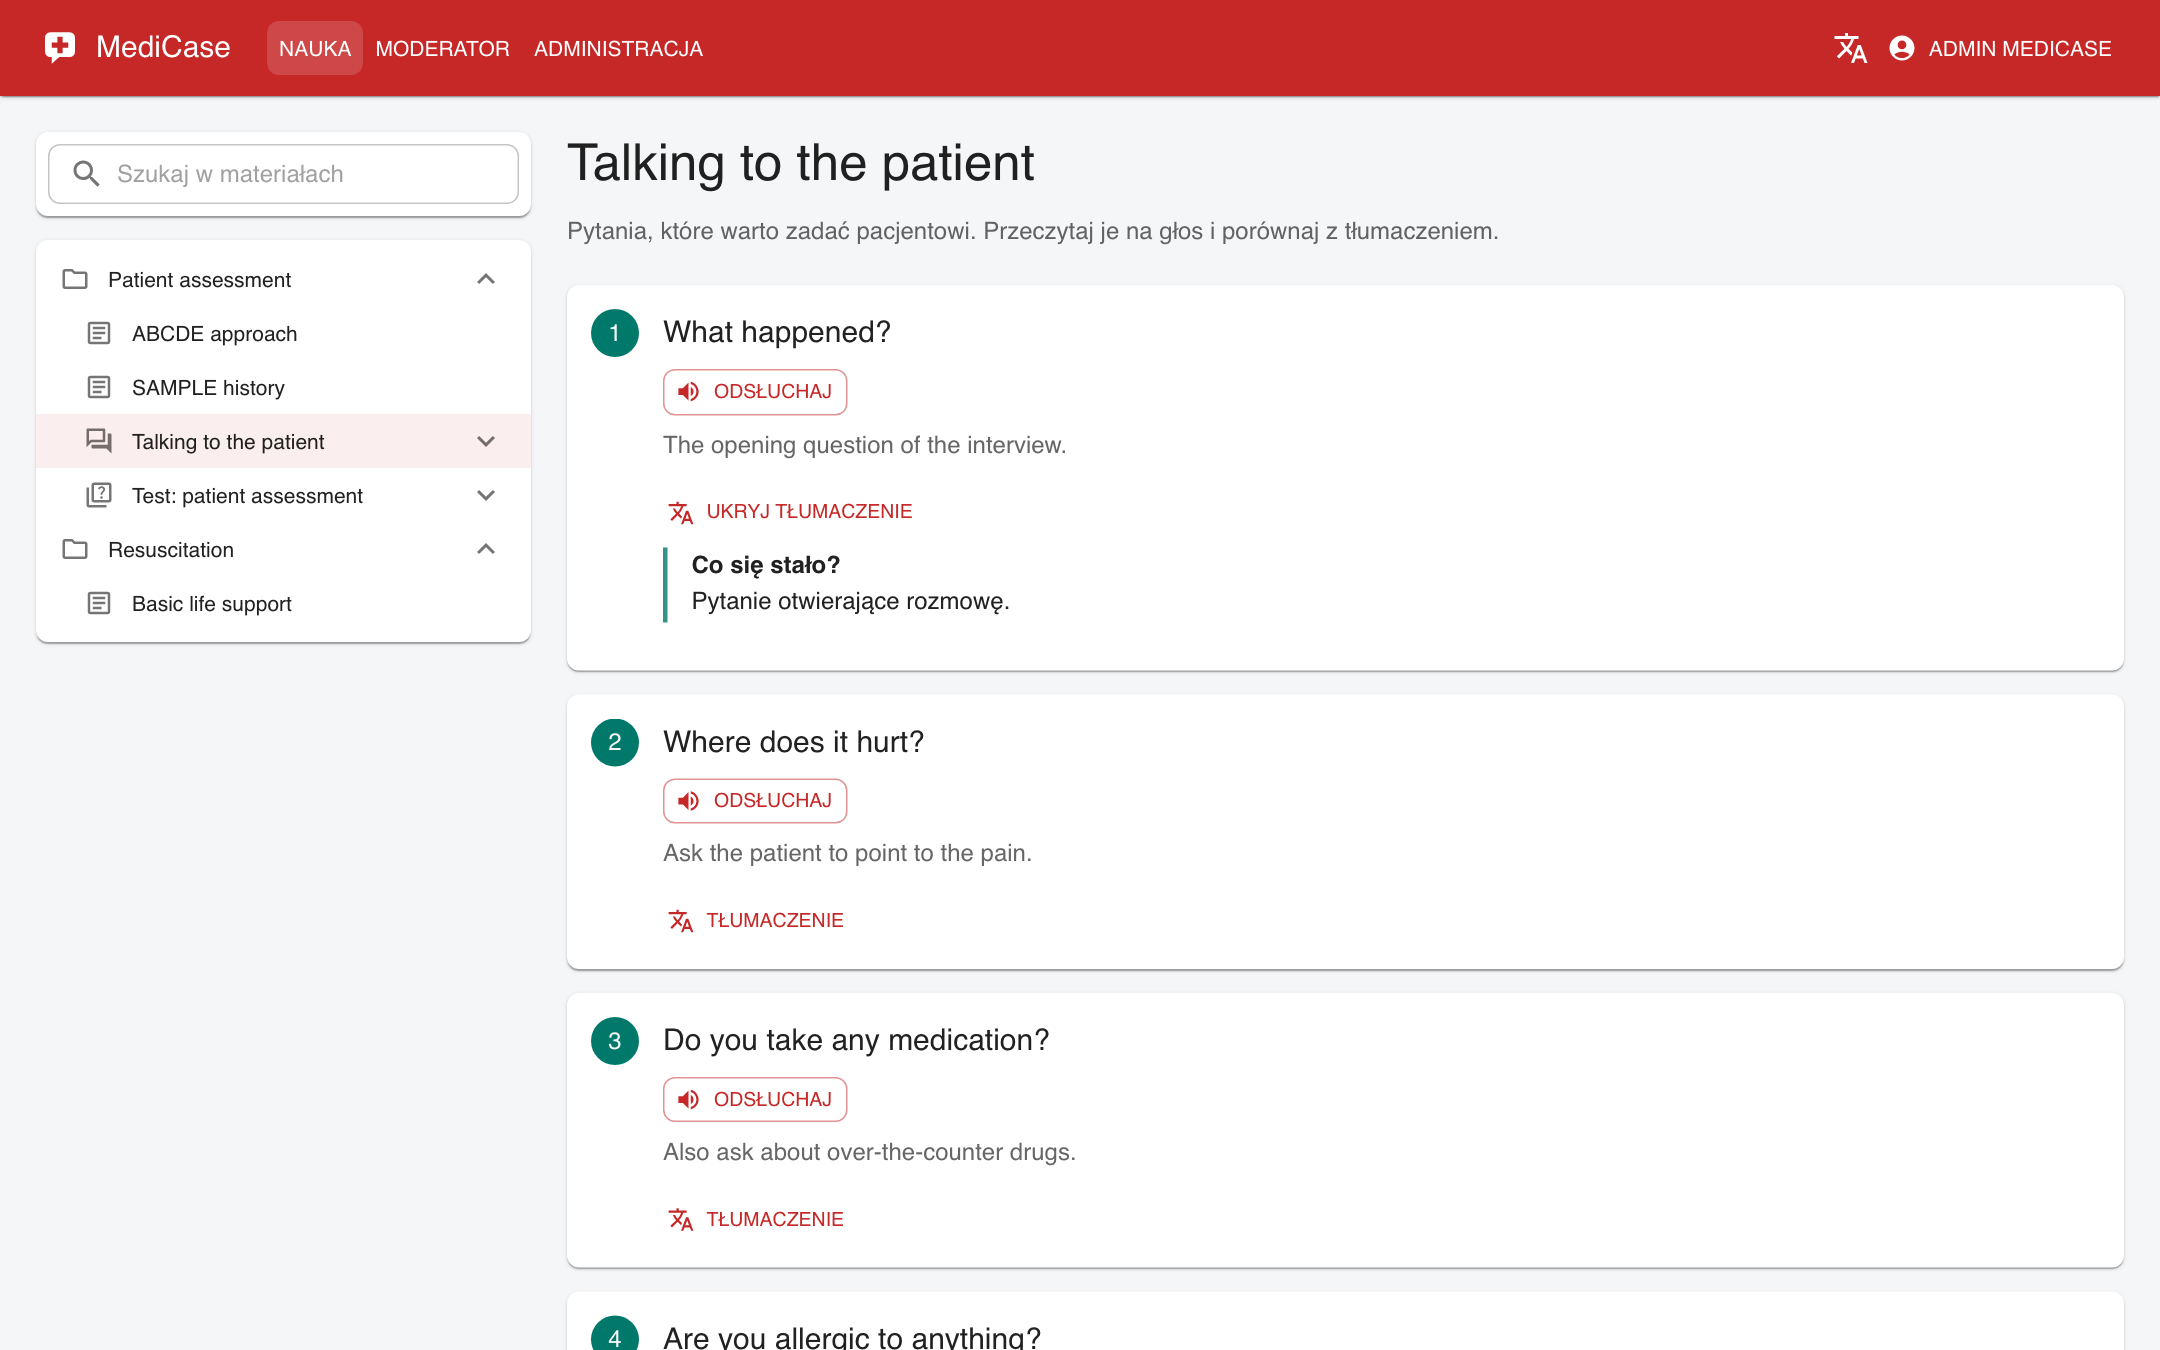 MediCase
NAUKA
MODERATOR
ADMINISTRACJA
ADMIN MEDICASE
Szukaj w materiałach
Patient assessment
ABCDE approach
SAMPLE history
Talking to the patient
Test: patient assessment
Resuscitation
Basic life support
Talking to the patient
Pytania, które warto zadać pacjentowi. Przeczytaj je na głos i porównaj z tłumaczeniem.
1
What happened?
ODSŁUCHAJ
The opening question of the interview.
UKRYJ TŁUMACZENIE
Co się stało?
Pytanie otwierające rozmowę.
2
Where does it hurt?
ODSŁUCHAJ
Ask the patient to point to the pain.
TŁUMACZENIE
3
Do you take any medication?
ODSŁUCHAJ
Also ask about over-the-counter drugs.
TŁUMACZENIE
4
Are you allergic to anything?